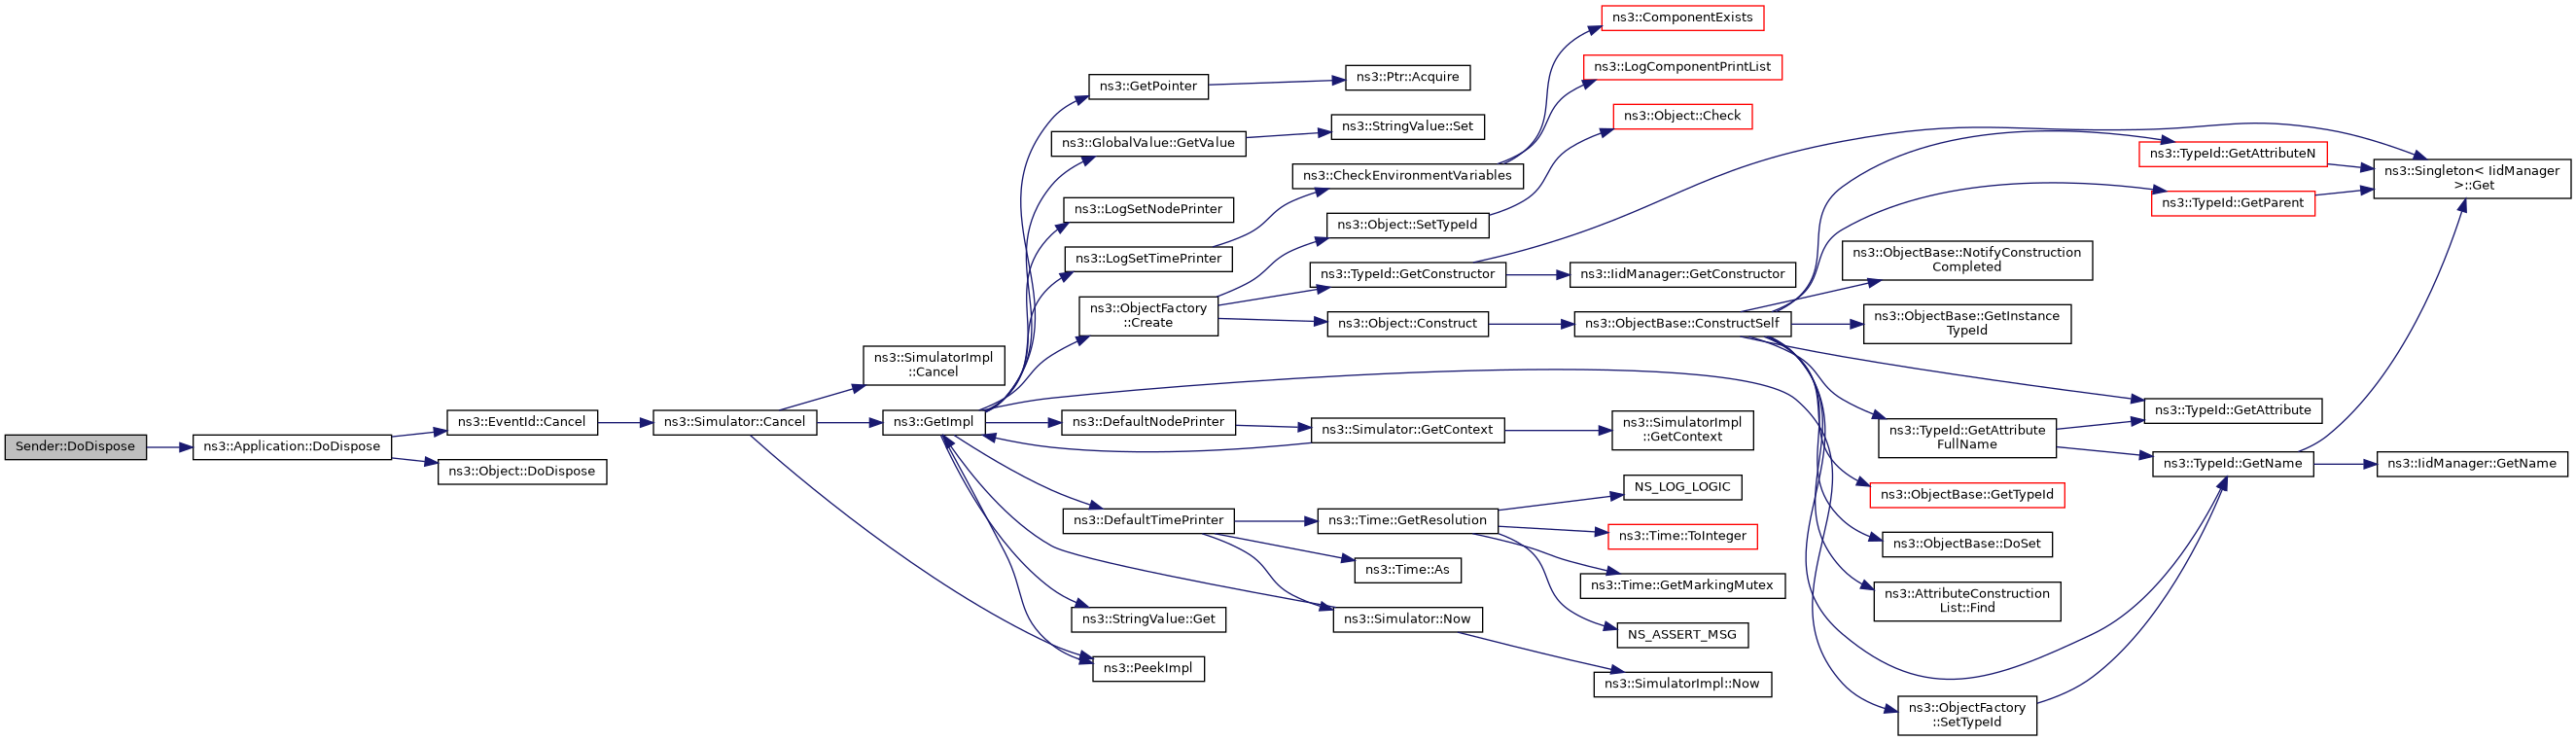 Sender::DoDispose
ns3::Application::DoDispose
ns3::EventId::Cancel
ns3::Object::DoDispose
ns3::Simulator::Cancel
ns3::SimulatorImpl
::Cancel
ns3::GetImpl
ns3::GetPointer
ns3::GlobalValue::GetValue
ns3::LogSetNodePrinter
ns3::LogSetTimePrinter
ns3::ObjectFactory
::Create
ns3::DefaultNodePrinter
ns3::DefaultTimePrinter
ns3::StringValue::Get
ns3::PeekImpl
ns3::Ptr::Acquire
ns3::StringValue::Set
ns3::CheckEnvironmentVariables
ns3::Object::SetTypeId
ns3::TypeId::GetConstructor
ns3::Object::Construct
ns3::Simulator::GetContext
ns3::Time::GetResolution
ns3::Time::As
ns3::Simulator::Now
ns3::ComponentExists
ns3::LogComponentPrintList
ns3::Object::Check
ns3::IidManager::GetConstructor
ns3::ObjectBase::ConstructSelf
ns3::SimulatorImpl
::GetContext
NS_LOG_LOGIC
ns3::Time::ToInteger
ns3::Time::GetMarkingMutex
NS_ASSERT_MSG
ns3::SimulatorImpl::Now
ns3::ObjectBase::NotifyConstruction
Completed
ns3::ObjectBase::GetInstance
TypeId
ns3::TypeId::GetAttribute
FullName
ns3::ObjectBase::GetTypeId
ns3::ObjectBase::DoSet
ns3::AttributeConstruction
List::Find
ns3::ObjectFactory
::SetTypeId
ns3::TypeId::GetAttributeN
ns3::TypeId::GetParent
ns3::TypeId::GetAttribute
ns3::TypeId::GetName
ns3::Singleton< IidManager
>::Get
ns3::IidManager::GetName